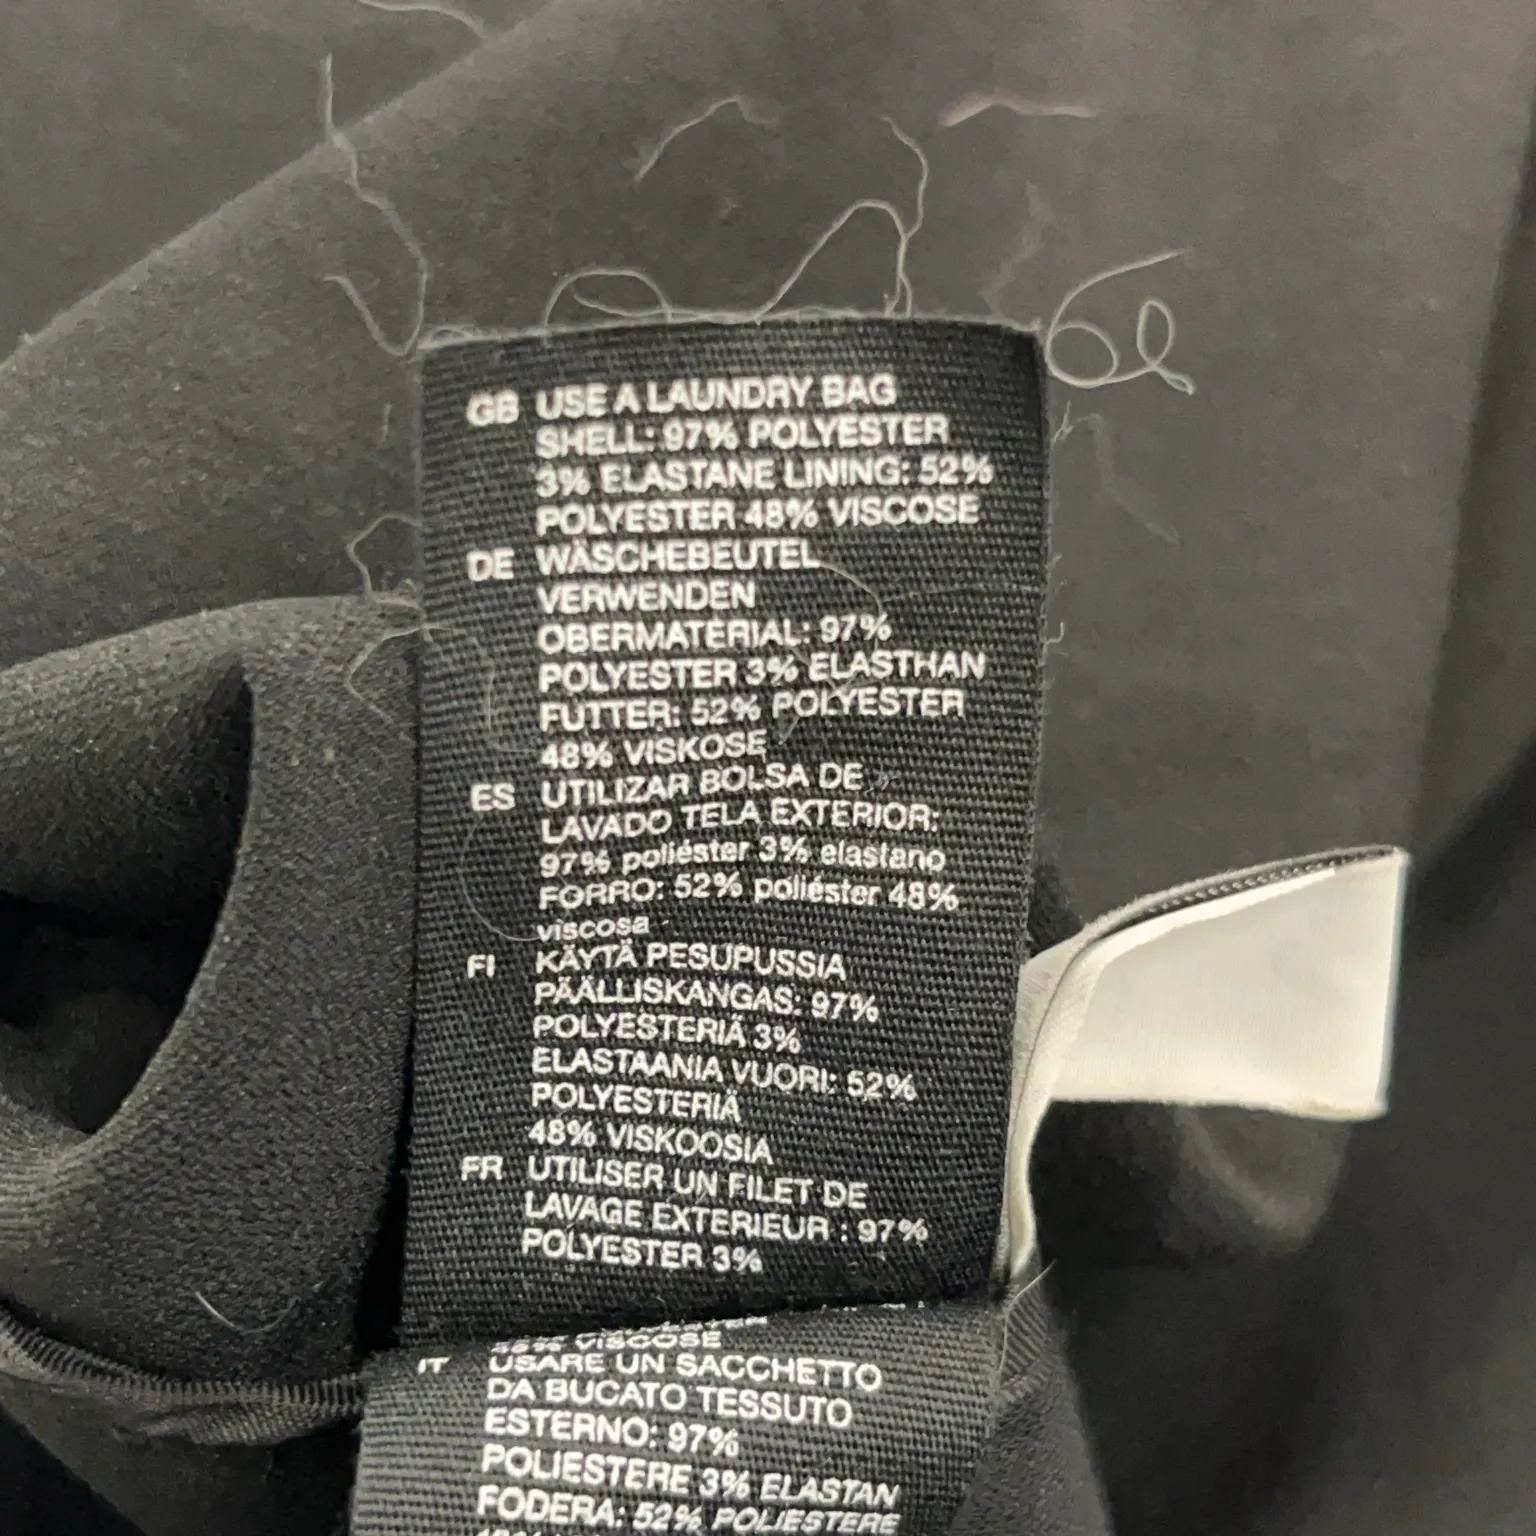 GB USE A LAUNDRY BAG
SHELL: 97% POLYESTER
3% ELASTANE LINING: 52%
POLYESTER 48% VISCOSE
DE WÄSCHEBEUTEL
VERWENDEN
OBERMATERIAL: 97%
POLYESTER 3% ELASTHAN
FUTTER: 52% POLYESTER
48% VISKOSE
ES UTILIZAR BOLSA DE
LAVADO TELA EXTERIOR:
97% poliéster 3% elastano
FORRO: 52% poliéster 48%
viscosa
FI KÄYTÄ PESUPUSSIA
PÄÄLLISKANGAS: 97%
POLYESTERIÄ 3%
ELASTAANIA VUORI: 52%
POLYESTERIÄ
48% VISKOOSIA
FR UTILISER UN FILET DE
LAVAGE EXTERIEUR : 97%
POLYESTER 3%
48% VISCOSE
IT USARE UN SACCHETTO
DA BUCATO TESSUTO
ESTERNO: 97%
POLIESTERE 3% ELASTAN
FODERA: 52% POLIESTERE